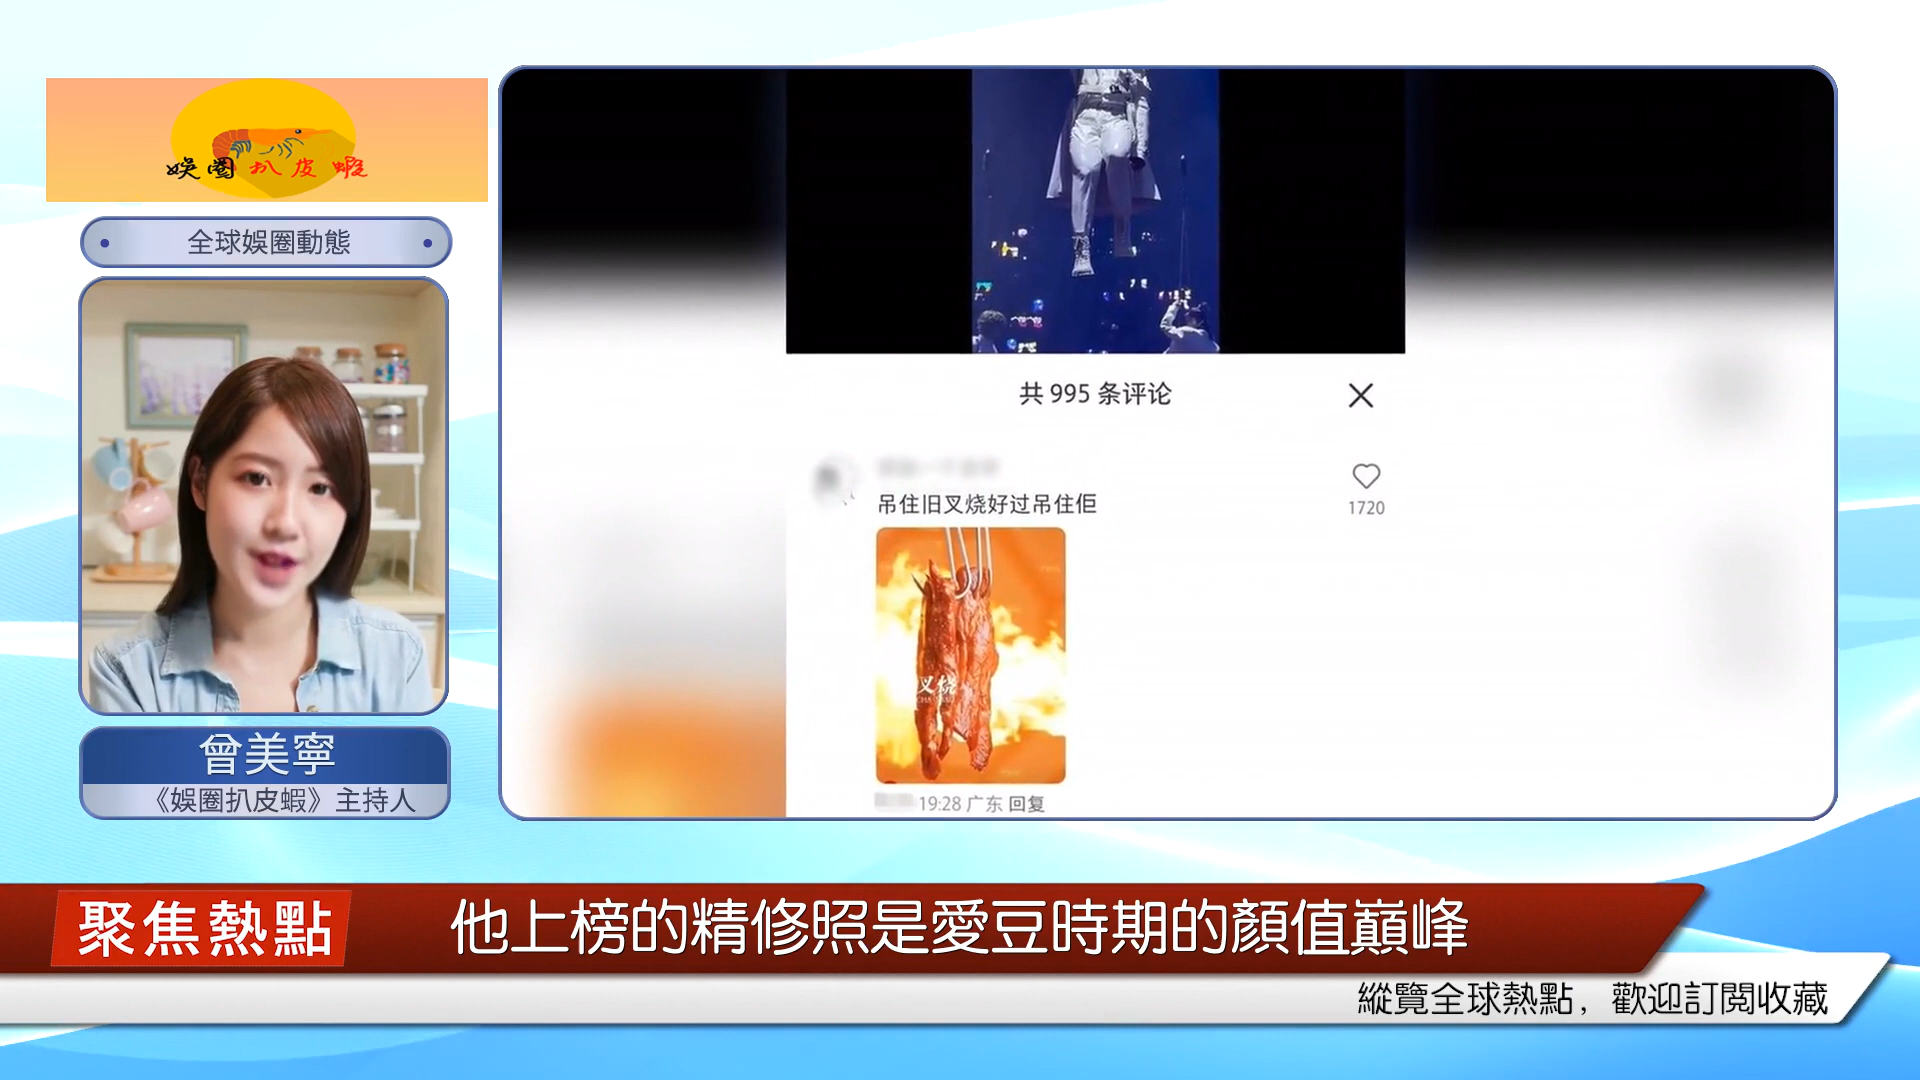 娛圈扒皮蝦
全球娛圈動態
曾美寧
《娛圈扒皮蝦》主持人
共 995 条评论
吊住旧叉烧好过吊住佢
1720
叉烧
19:28 广东 回复
聚焦熱點
他上榜的精修照是愛豆時期的顏值巔峰
縱覽全球熱點，歡迎訂閱收藏